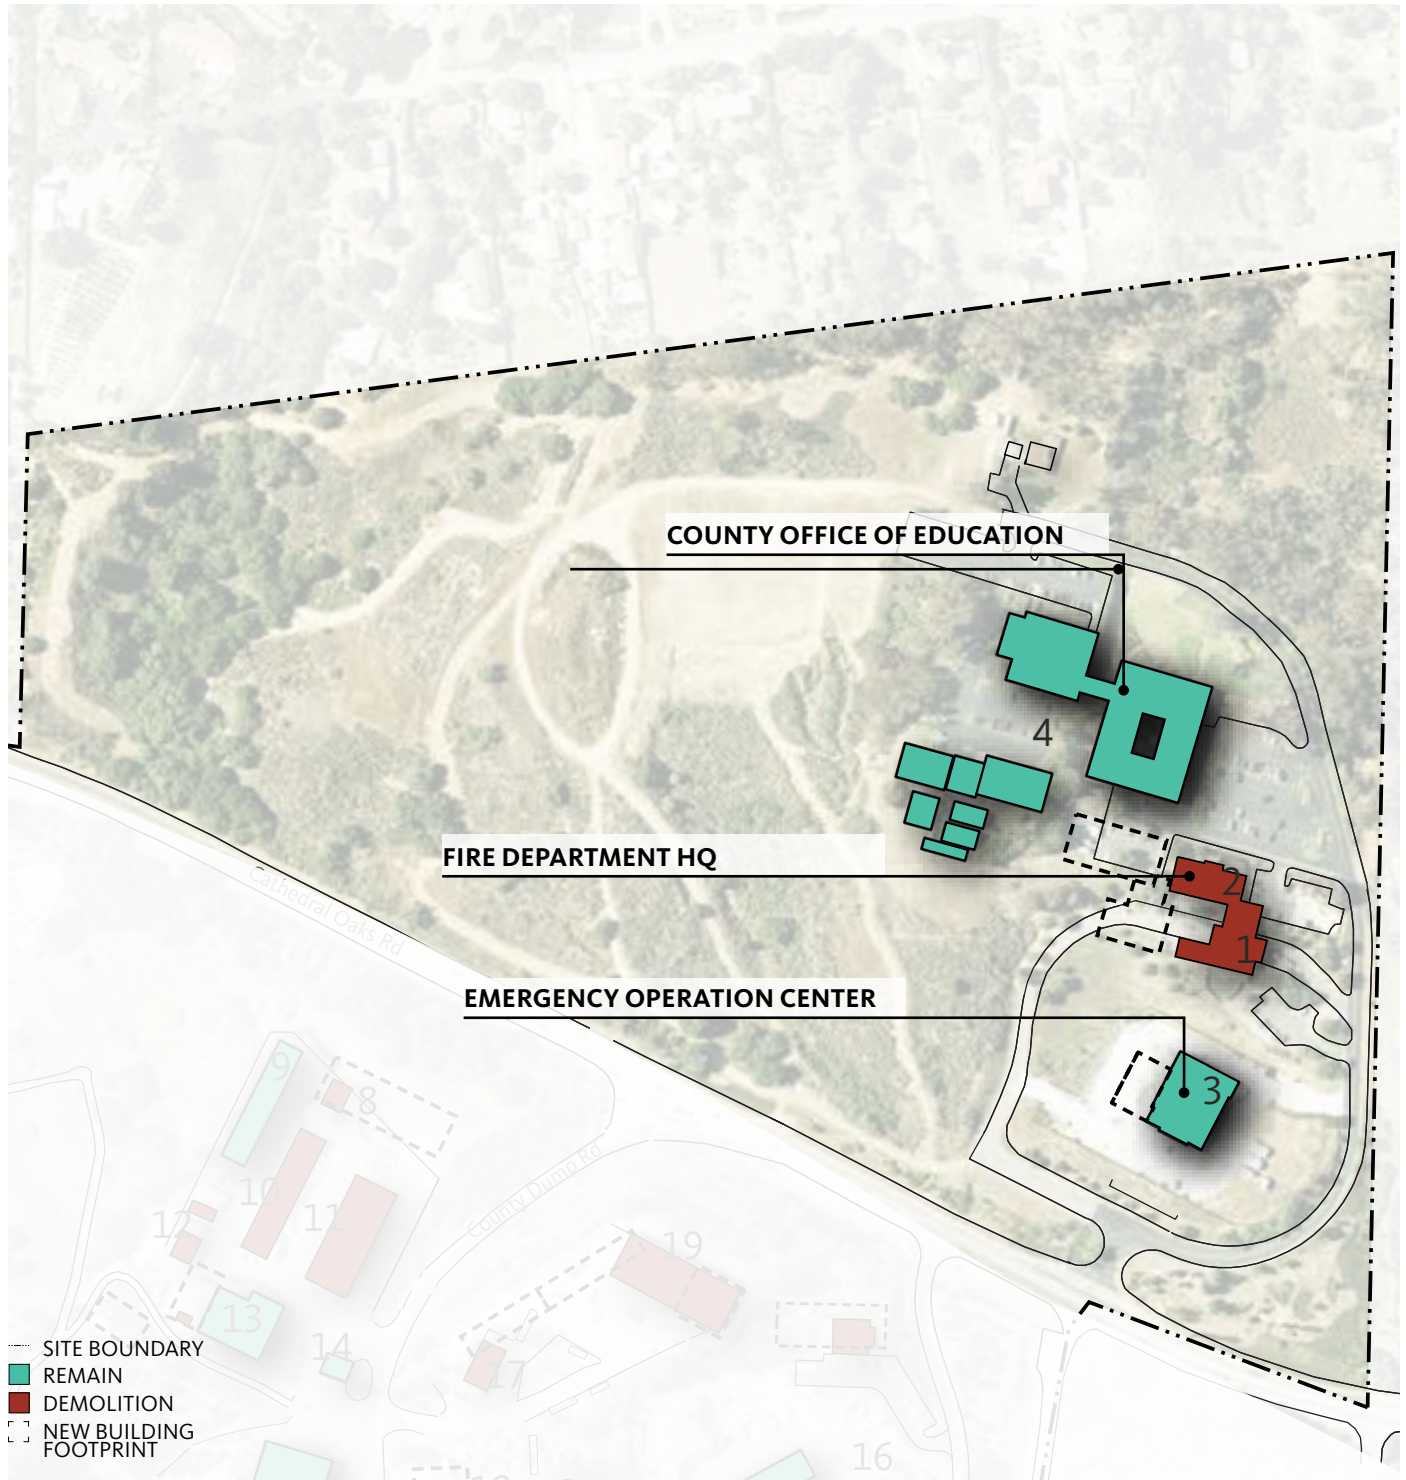 COUNTY OFFICE OF EDUCATION
4
FIRE DEPARTMENT HQ
2
1
Cathedral Oaks Rd
EMERGENCY OPERATION CENTER
3
9
8
10
11
12
County Dump Rd
19
13
14
17
16
SITE BOUNDARY
REMAIN
DEMOLITION
NEW BUILDING
FOOTPRINT